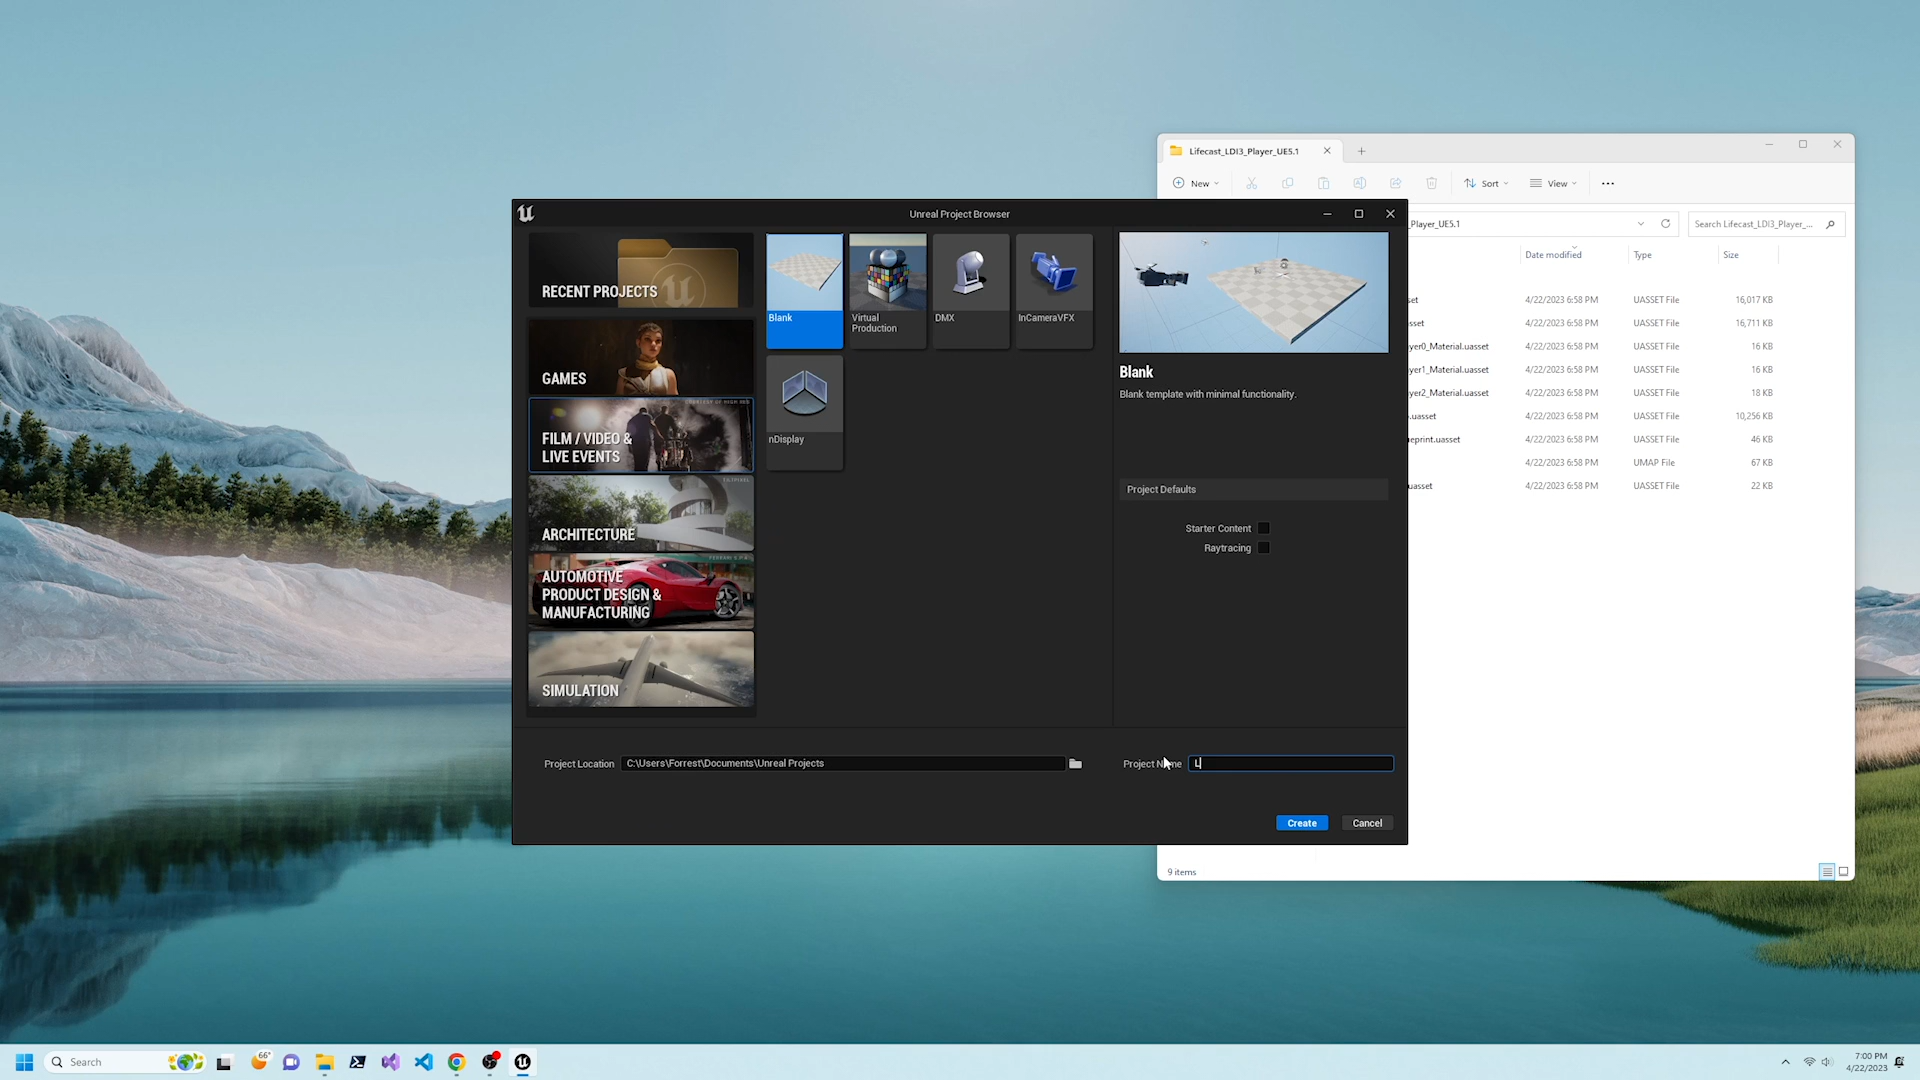 Lifecast_LDI3_Player_UE5.1
New
Sort
View
_Player_UE5.1
Search Lifecast_LDI3_Player_...
Date modified
Type
Size
set
4/22/2023 6:58 PM
UASSET File
16,017 KB
asset
4/22/2023 6:58 PM
UASSET File
16,711 KB
yer0_Material.uasset
4/22/2023 6:58 PM
UASSET File
16 KB
yer1_Material.uasset
4/22/2023 6:58 PM
UASSET File
16 KB
yer2_Material.uasset
4/22/2023 6:58 PM
UASSET File
18 KB
.uasset
4/22/2023 6:58 PM
UASSET File
10,256 KB
eprint.uasset
4/22/2023 6:58 PM
UASSET File
46 KB
4/22/2023 6:58 PM
UMAP File
67 KB
uasset
4/22/2023 6:58 PM
UASSET File
22 KB
9 items
Unreal Project Browser
RECENT PROJECTS
GAMES
FILM / VIDEO &
LIVE EVENTS
ARCHITECTURE
AUTOMOTIVE
PRODUCT DESIGN &
MANUFACTURING
SIMULATION
Blank
Virtual
Production
DMX
InCameraVFX
nDisplay
Blank
Blank template with minimal functionality.
Project Defaults
Starter Content
Raytracing
Project Location
C:\Users\Forrest\Documents\Unreal Projects
Project Name
L
Create
Cancel
Search
66°
7:00 PM
4/22/2023